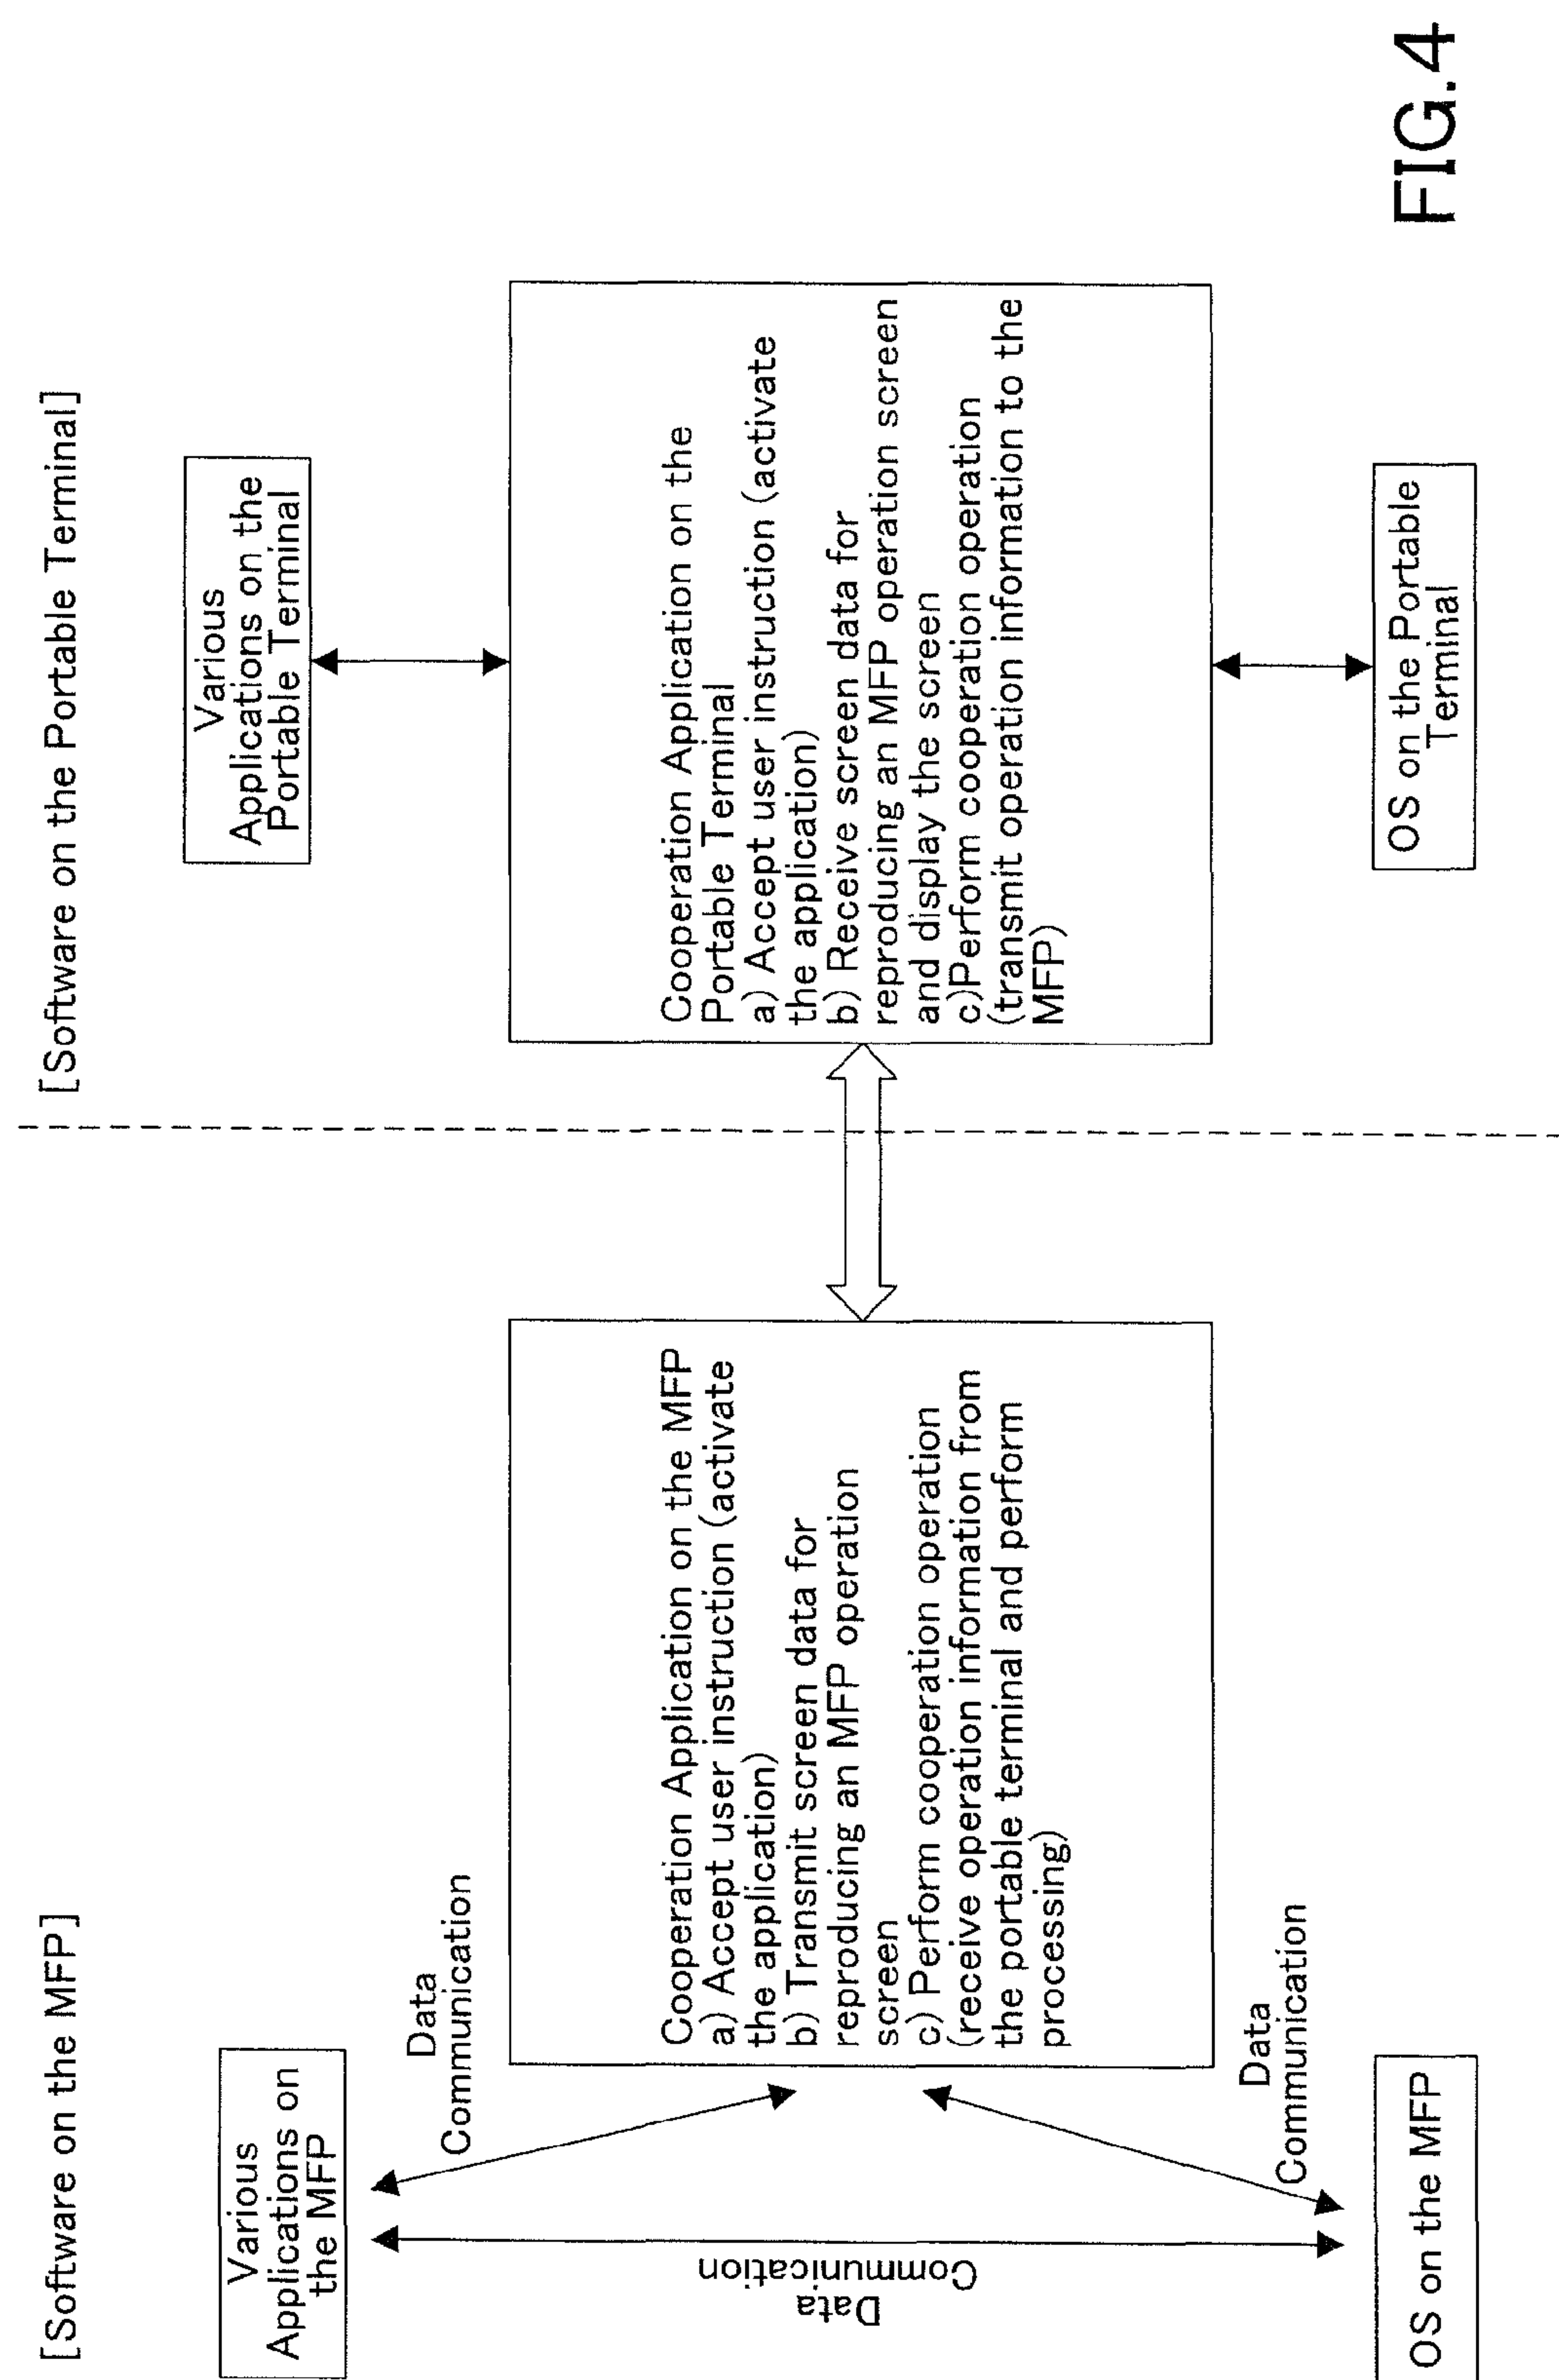 [Software on the MFP]
Various
Applications on
the MFP
Data
Communication
Data
Communication
Cooperation Application on the MFP
a) Accept user instruction (activate
the application)
b) Transmit screen data for
reproducing an MFP operation
screen
c) Perform cooperation operation
(receive operation information from
the portable terminal and perform
processing)
Data
Communication
OS on the MFP
[Software on the Portable Terminal]
Various
Applications on the
Portable Terminal
Cooperation Application on the
Portable Terminal
a) Accept user instruction (activate
the application)
b) Receive screen data for
reproducing an MFP operation screen
and display the screen
c)Perform cooperation operation
(transmit operation information to the
MFP)
OS on the Portable
Terminal
FIG.4